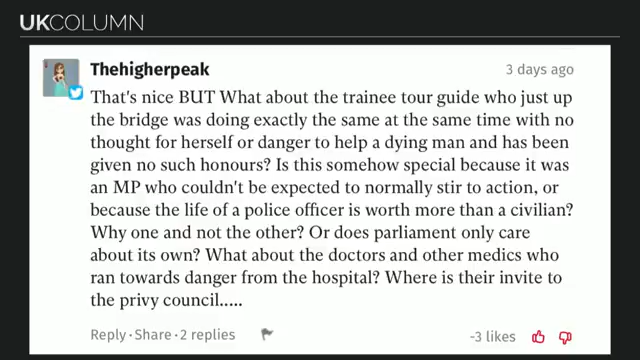 UKCOLUMN
Thehigherpeak
3 days ago
That's nice BUT What about the trainee tour guide who just up
the bridge was doing exactly the same at the same time with no
thought for herself or danger to help a dying man and has been
given no such honours? Is this somehow special because it was
an MP who couldn't be expected to normally stir to action, or
because the life of a police officer is worth more than a civilian?
Why one and not the other? Or does parliament only care
about its own? What about the doctors and other medics who
ran towards danger from the hospital? Where is their invite to
the privy council.....
Reply · Share · 2 replies
-3 likes